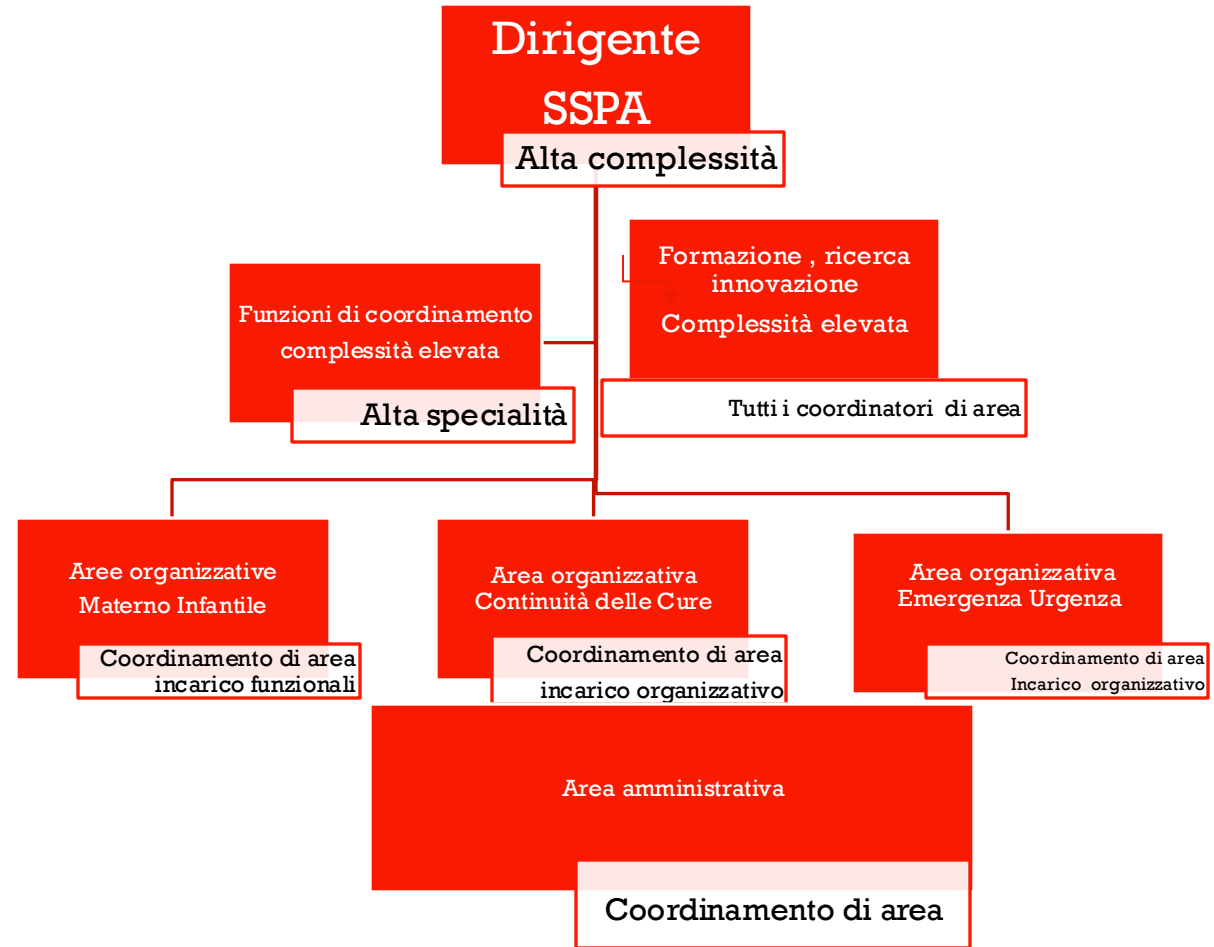 Dirigente
SSPA
Alta complessità
Formazione , ricerca
innovazione
Complessità elevata
Tutti i coordinatori di area
Funzioni di coordinamento
complessità elevata
Alta specialità
Aree organizzative
Materno Infantile
Coordinamento di area
incarico funzionali
Area organizzativa
Continuità delle Cure
Coordinamento di area
incarico organizzativo
Area organizzativa
Emergenza Urgenza
Coordinamento di area
Incarico organizzativo
Area amministrativa
Coordinamento di area